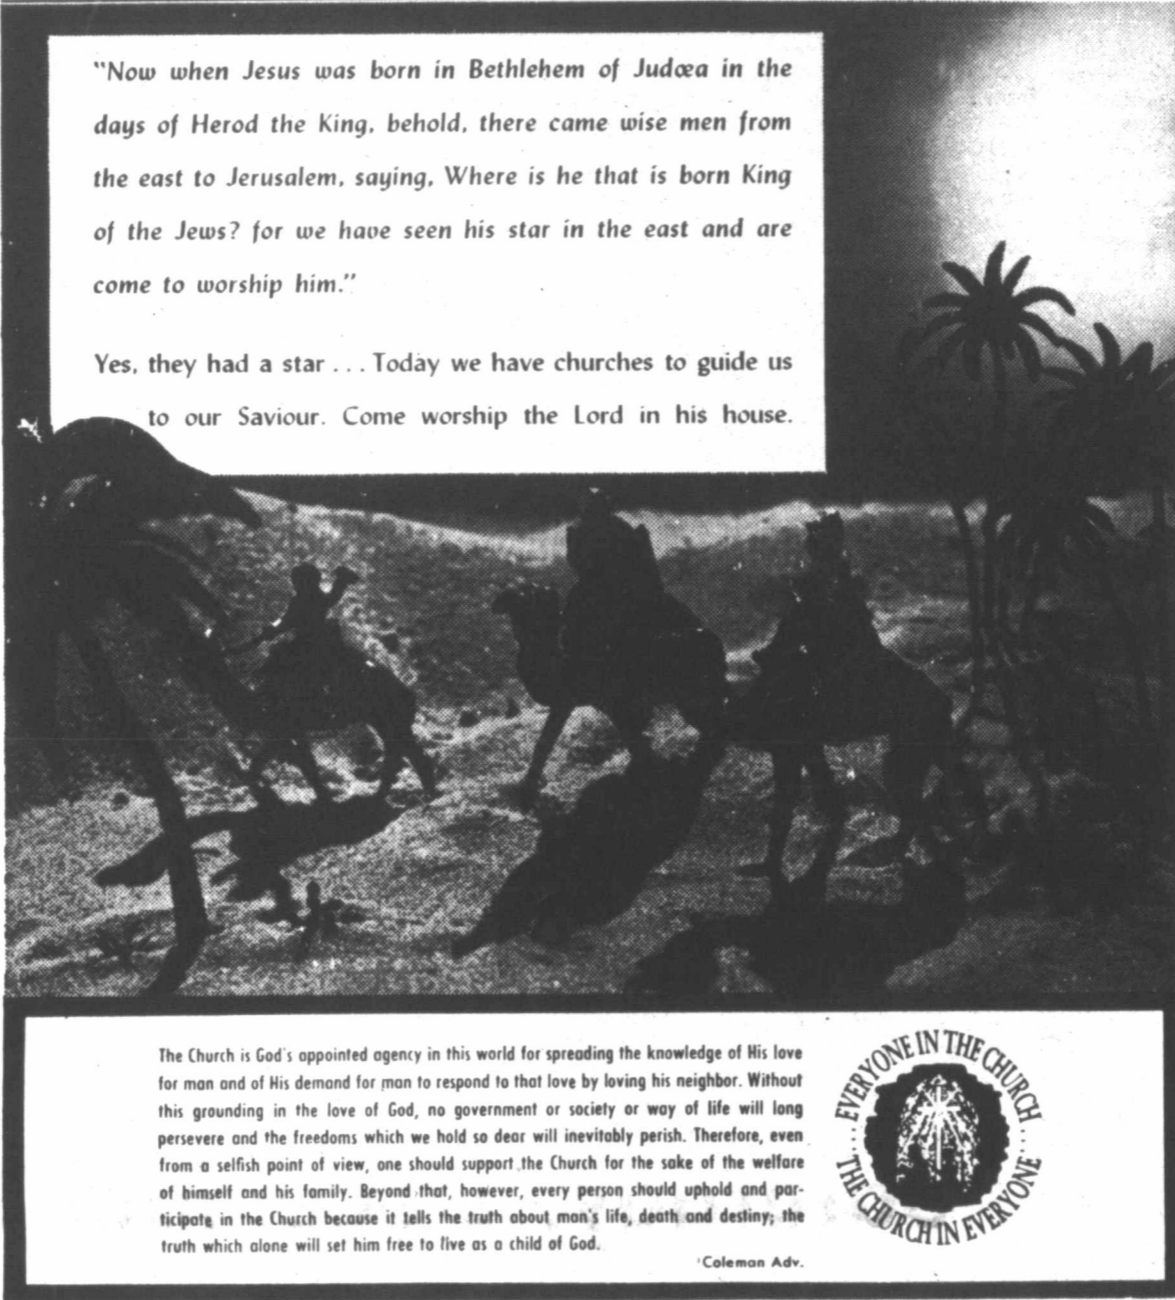 "Now when Jesus was born in Bethlehem of Judœa in the
days of Herod the King, behold, there came wise men from
the east to Jerusalem, saying, Where is he that is born King
of the Jews? for we have seen his star in the east and are
come to worship him."
Yes, they had a star ... Today we have churches to guide us
to our Saviour. Come worship the Lord in his house.
The Church is God's appointed agency in this world for spreading the knowledge of His love
for man and of His demand for man to respond to that love by loving his neighbor. Without
this grounding in the love of God, no government or society or way of life will long
persevere and the freedoms which we hold so dear will inevitably perish. Therefore, even
from a selfish point of view, one should support the Church for the sake of the welfare
of himself and his family. Beyond that, however, every person should uphold and par-
ticipate in the Church because it tells the truth about man's life, death and destiny; the
truth which alone will set him free to live as a child of God.
Coleman Adv.
EVERYONE IN THE CHURCH ...
... THE CHURCH IN EVERYONE